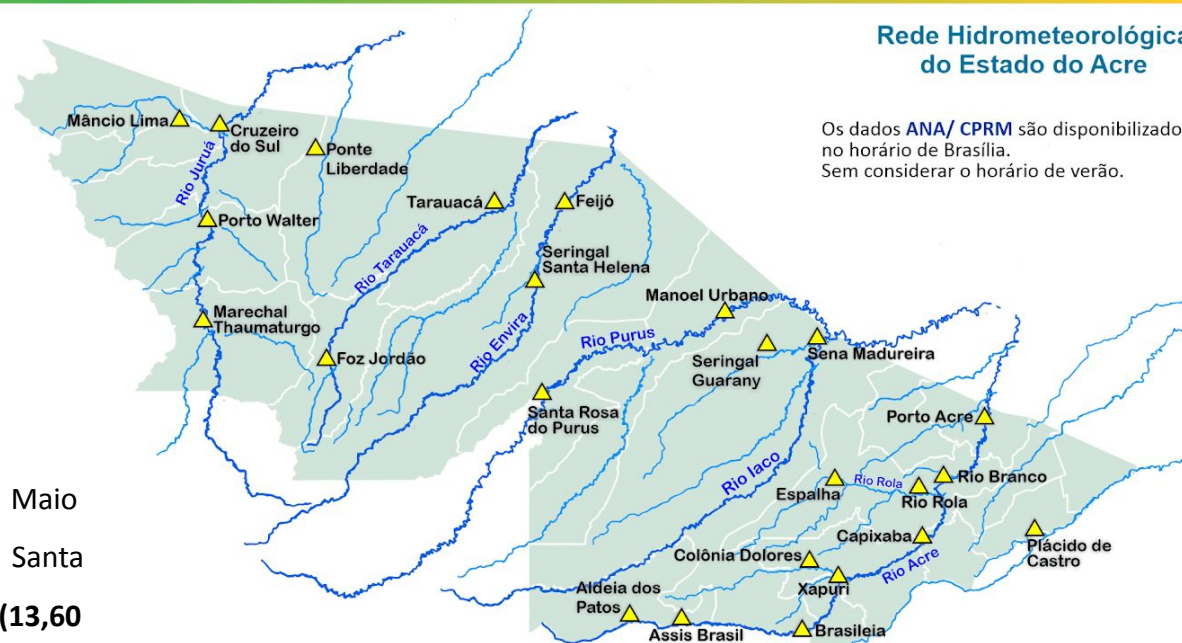 Rede Hidrometeorológica
do Estado do Acre
Os dados ANA/ CPRM são disponibilizado
no horário de Brasília.
Sem considerar o horário de verão.
Mâncio Lima
Cruzeiro
do Sul
Ponte
Liberdade
Rio Juruá
Porto Walter
Tarauacá
Feijó
Rio Tarauacá
Seringal
Santa Helena
Marechal
Thaumaturgo
Foz Jordão
Rio Envira
Manoel Urbano
Rio Purus
Seringal
Guarany
Sena Madureira
Santa Rosa
do Purus
Porto Acre
Rio Iaco
Espalha
Rio Rola
Rio Rola
Rio Branco
Capixaba
Plácido de
Castro
Colônia Dolores
Rio Acre
Xapuri
Aldeia dos
Patos
Assis Brasil
Brasileia
Maio
Santa
(13,60